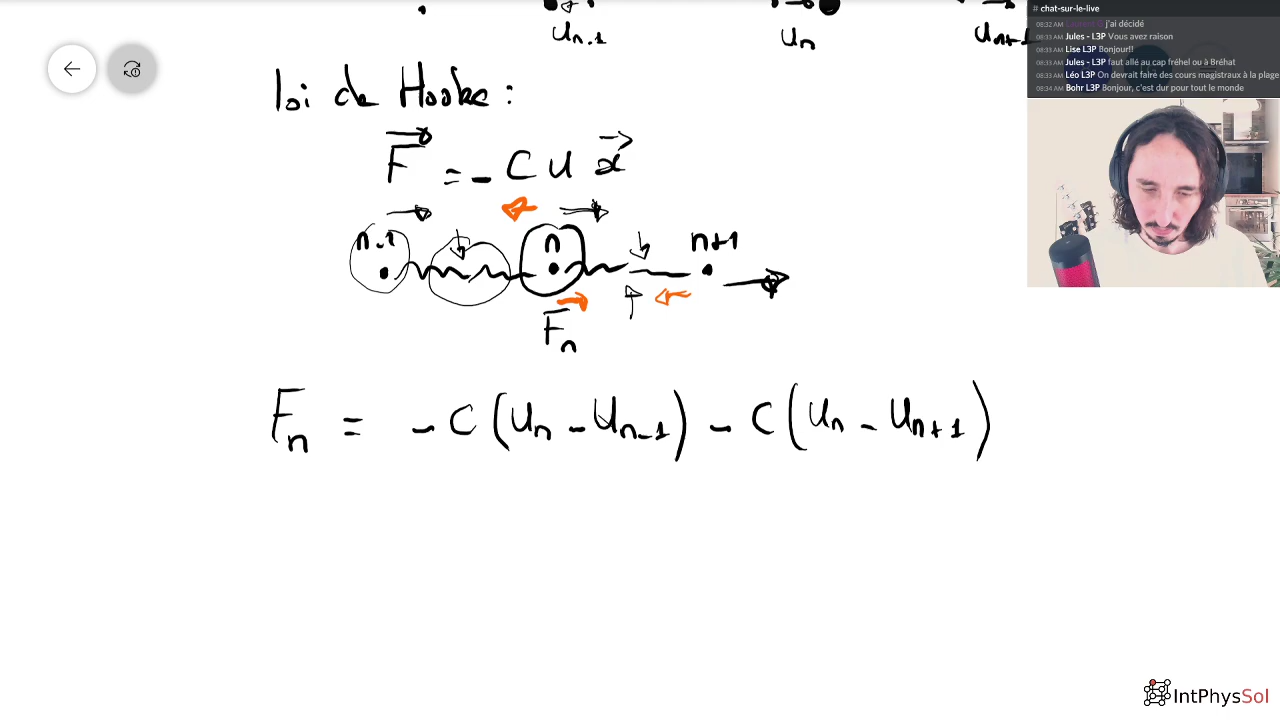 Un-1 Un Un+1
loi de Hooke :
F = - C U x
n-1 n n+1
Fn
Fn = - C (Un - Un-1) - C (Un - Un+1)
# chat-sur-le-live
08:32 AM j'ai décidé
08:33 AM Jules - L3P Vous avez raison
08:33 AM Lise L3P Bonjour!!
08:33 AM Jules - L3P faut allé au cap fréhel ou à Bréhat
08:33 AM Léo L3P On devrait faire des cours magistraux à la plage
08:34 AM Bohr L3P Bonjour, c'est dur pour tout le monde
IntPhysSol